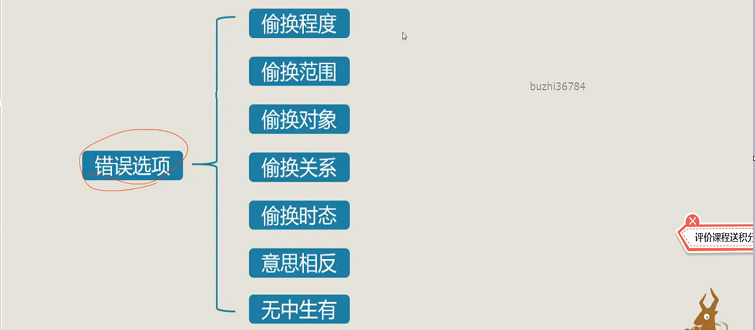 偷换程度
偷换范围
buzhi36784
偷换对象
错误选项
偷换关系
偷换时态
评价课程送积分
意思相反
无中生有